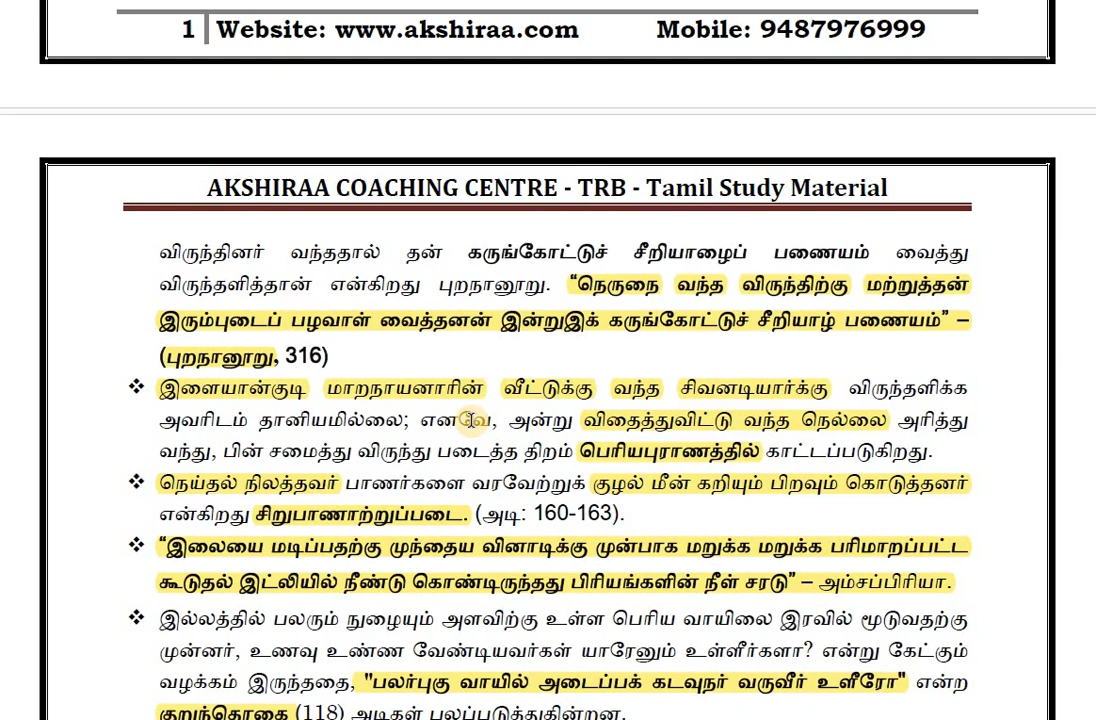 1 Website: www.akshiraa.com Mobile: 9487976999
AKSHIRAA COACHING CENTRE - TRB - Tamil Study Material
விருந்தினர் வந்ததால் தன் கருங்கோட்டுச் சீறியாழைப் பணையம் வைத்து
விருந்தளித்தான் என்கிறது புறநானூறு. “நெருநை வந்த விருந்திற்கு மற்றுத்தன்
இரும்புடைப் பழவாள் வைத்தனன் இன்றுஇக் கருங்கோட்டுச் சீறியாழ் பணையம்” –
(புறநானூறு, 316)
❖ இளையான்குடி மாறநாயனாரின் வீட்டுக்கு வந்த சிவனடியார்க்கு விருந்தளிக்க
அவரிடம் தானியமில்லை; எனவே, அன்று விதைத்துவிட்டு வந்த நெல்லை அரித்து
வந்து, பின் சமைத்து விருந்து படைத்த திறம் பெரியபுராணத்தில் காட்டப்படுகிறது.
❖ நெய்தல் நிலத்தவர் பாணர்களை வரவேற்றுக் குழல் மீன் கறியும் பிறவும் கொடுத்தனர்
என்கிறது சிறுபாணாற்றுப்படை. (அடி: 160-163).
❖ “இலையை மடிப்பதற்கு முந்தைய வினாடிக்கு முன்பாக மறுக்க மறுக்க பரிமாறப்பட்ட
கூடுதல் இட்லியில் நீண்டு கொண்டிருந்தது பிரியங்களின் நீள் சரடு” – அம்சப்பிரியா.
❖ இல்லத்தில் பலரும் நுழையும் அளவிற்கு உள்ள பெரிய வாயிலை இரவில் மூடுவதற்கு
முன்னர், உணவு உண்ண வேண்டியவர்கள் யாரேனும் உள்ளீர்களா? என்று கேட்கும்
வழக்கம் இருந்ததை, "பலர்புகு வாயில் அடைப்பக் கடவுநர் வருவீர் உளீரோ" என்ற
குறுந்தொகை (118) அடிகள் புலப்படுத்துகின்றன.